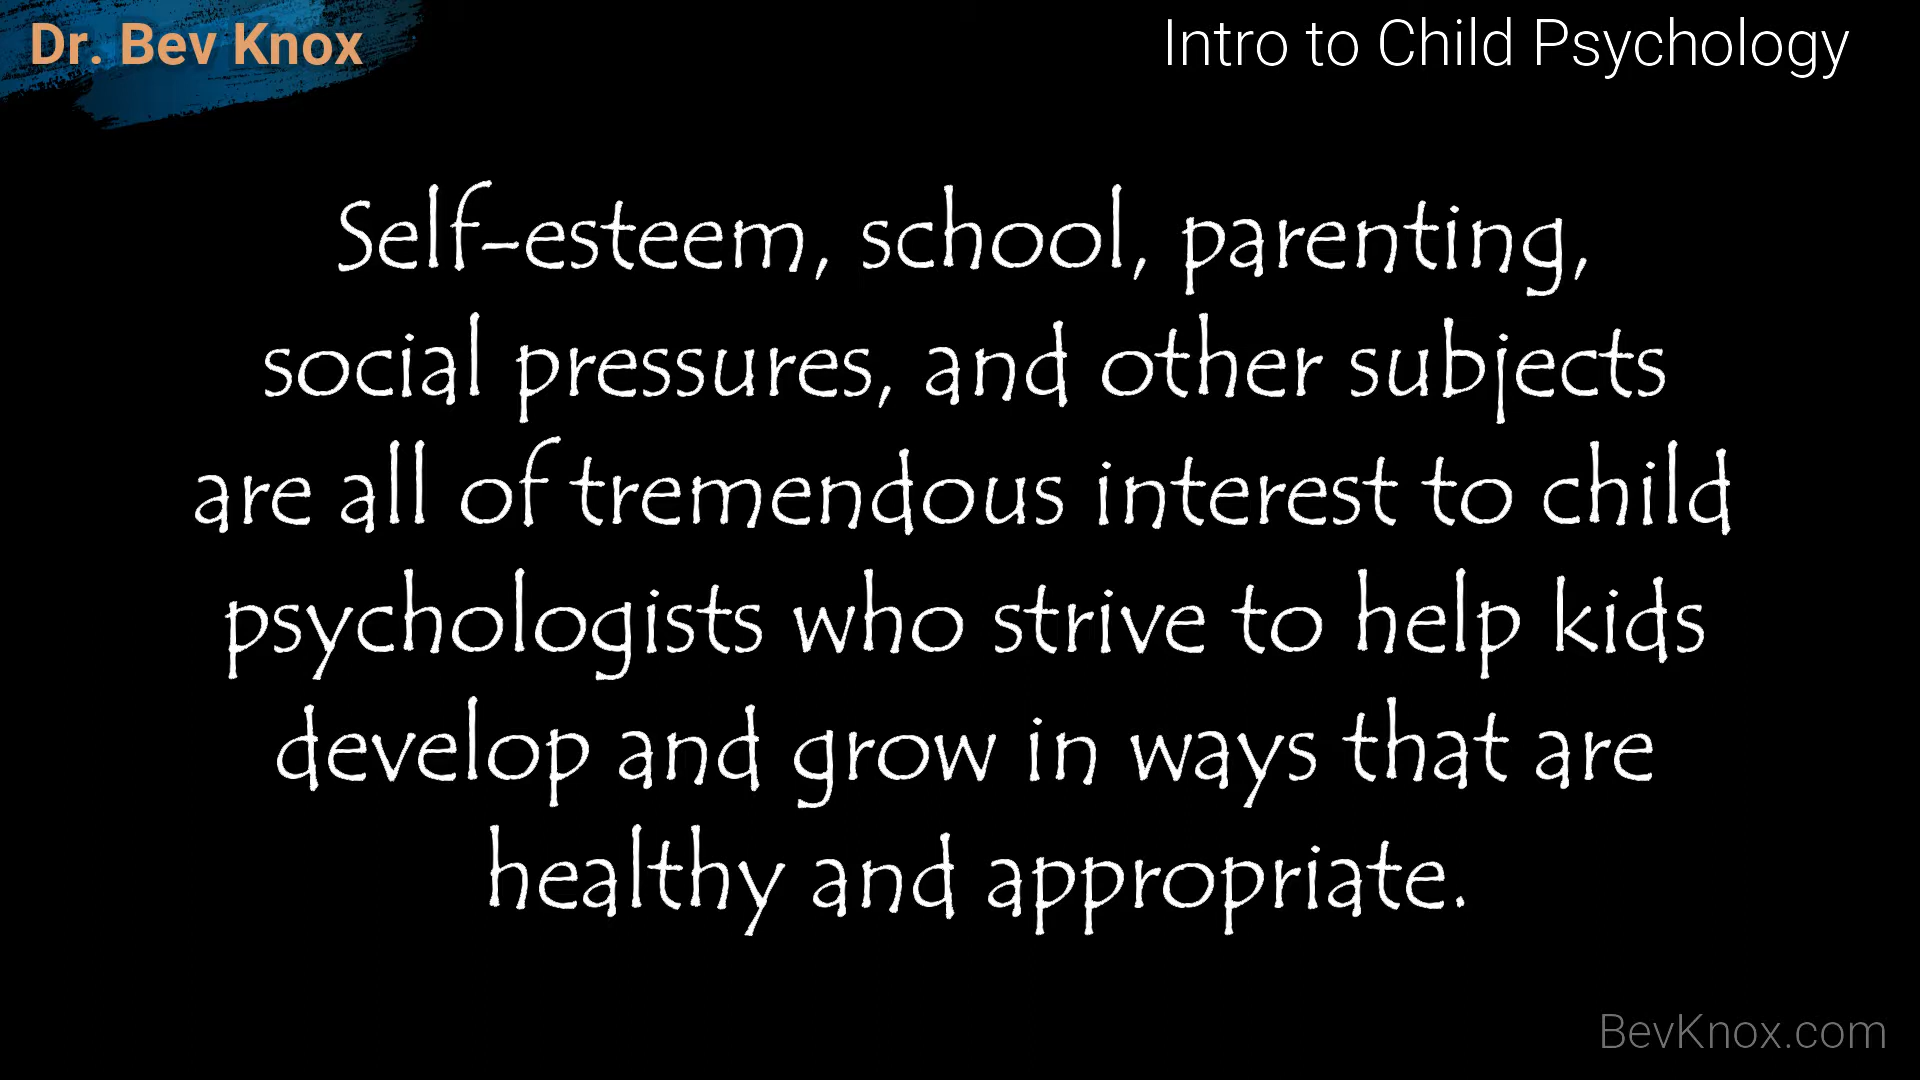 Dr. Bev Knox
Intro to Child Psychology
Self-esteem, school, parenting,
social pressures, and other subjects
are all of tremendous interest to child
psychologists who strive to help kids
develop and grow in ways that are
healthy and appropriate.
BevKnox.com